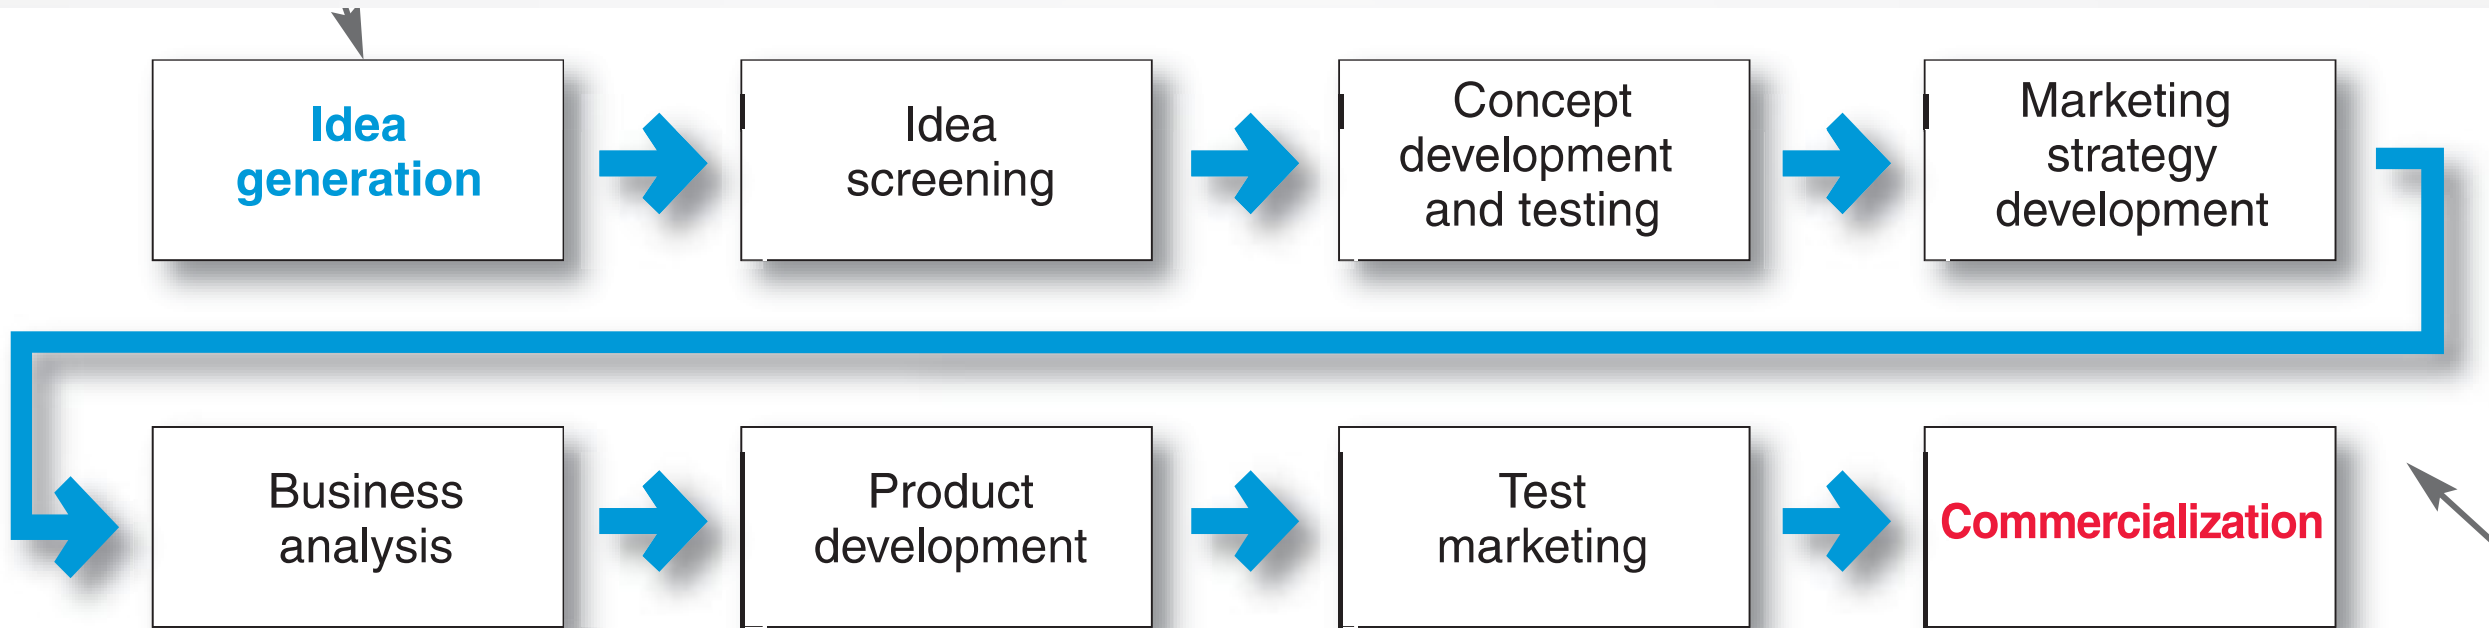 Idea
generation
Idea
screening
Concept
development
and testing
Marketing
strategy
development
Business
analysis
Product
development
Test
marketing
Commercialization